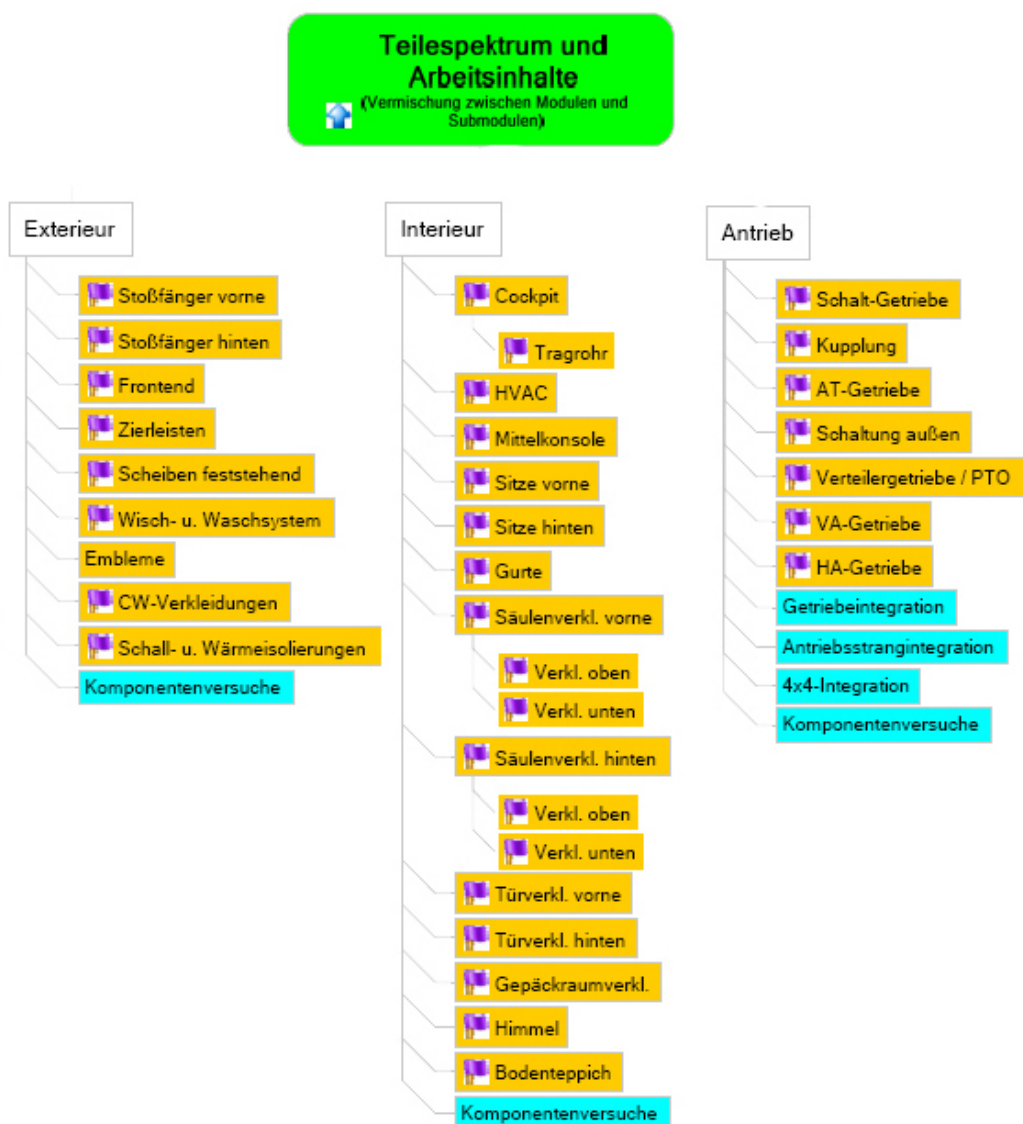 Teilespektrum und
Arbeitsinhalte
(Vermischung zwischen Modulen und
Submodulen)
Exterieur
Stoßfänger vorne
Stoßfänger hinten
Frontend
Zierleisten
Scheiben feststehend
Wisch- u. Waschsystem
Embleme
CW-Verkleidungen
Schall- u. Wärmeisolierungen
Komponentenversuche
Interieur
Cockpit
Tragrohr
HVAC
Mittelkonsole
Sitze vorne
Sitze hinten
Gurte
Säulenverkl. vorne
Verkl. oben
Verkl. unten
Säulenverkl. hinten
Verkl. oben
Verkl. unten
Türverkl. vorne
Türverkl. hinten
Gepäckraumverkl.
Himmel
Bodenteppich
Komponentenversuche
Antrieb
Schalt-Getriebe
Kupplung
AT-Getriebe
Schaltung außen
Verteilergetriebe / PTO
VA-Getriebe
HA-Getriebe
Getriebeintegration
Antriebsstrangintegration
4x4-Integration
Komponentenversuche